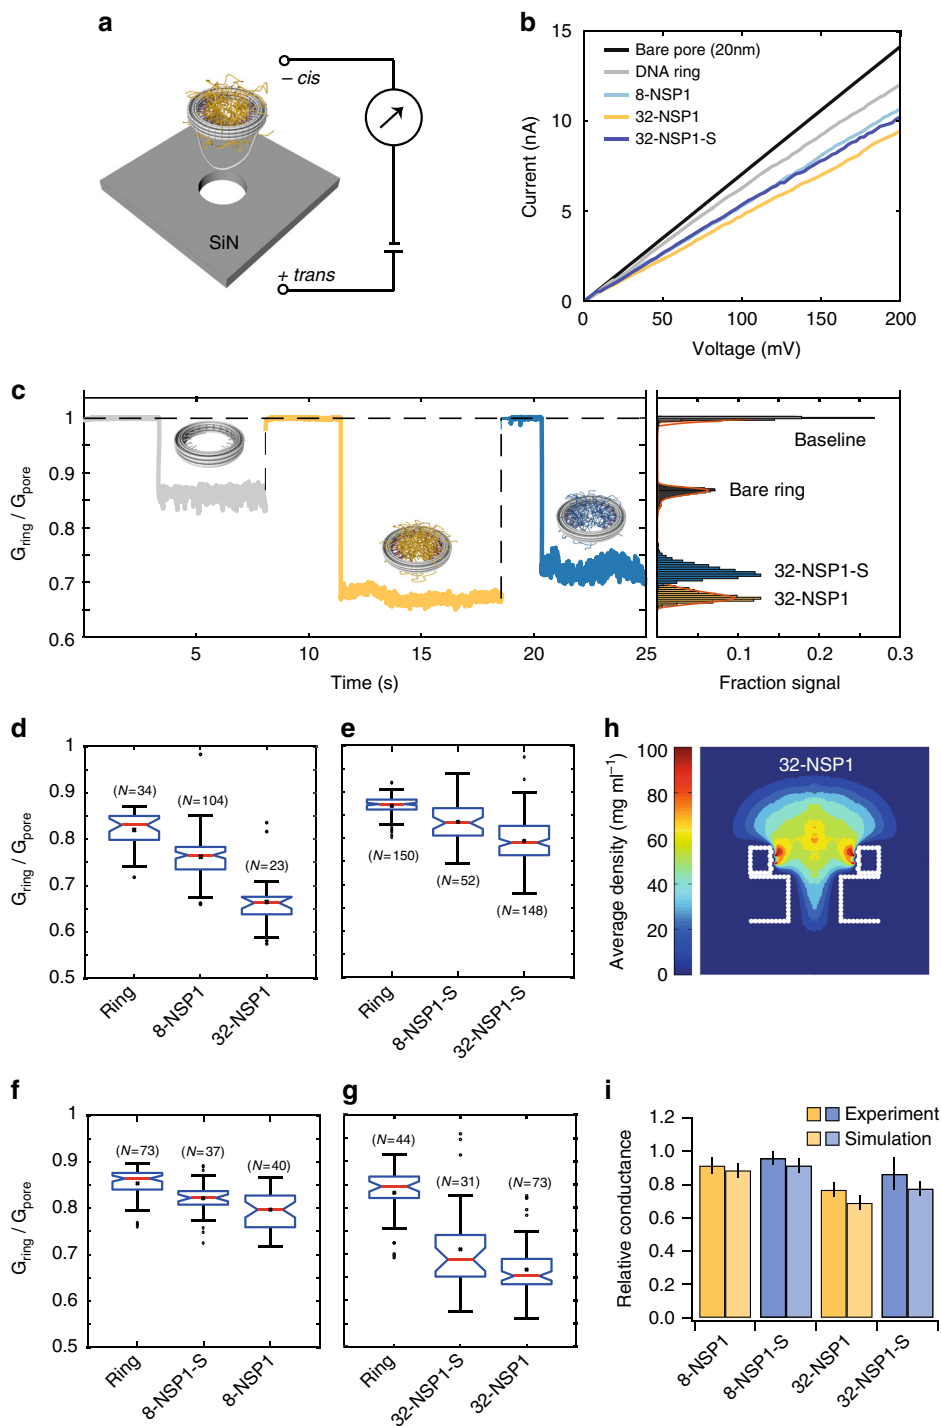 a
– cis
SiN
+ trans
b
15
10
5
0
Current (nA)
Bare pore (20nm)
DNA ring
8-NSP1
32-NSP1
32-NSP1-S
0
50
100
150
200
Voltage (mV)
c
1
0.9
0.8
0.7
0.6
G_ring / G_pore
5
10
15
20
25
Time (s)
Baseline
Bare ring
32-NSP1-S
32-NSP1
0.1
0.2
0.3
Fraction signal
d
1
0.9
0.8
0.7
0.6
0.5
G_ring / G_pore
(N=34)
(N=104)
(N=23)
Ring
8-NSP1
32-NSP1
e
(N=150)
(N=52)
(N=148)
Ring
8-NSP1-S
32-NSP1-S
h
Average density (mg ml⁻¹)
100
80
60
40
20
0
32-NSP1
f
1
0.9
0.8
0.7
0.6
0.5
G_ring / G_pore
(N=73)
(N=37)
(N=40)
Ring
8-NSP1-S
8-NSP1
g
(N=44)
(N=31)
(N=73)
Ring
32-NSP1-S
32-NSP1
i
1.2
1.0
0.8
0.6
0.4
0.2
0.0
Relative conductance
Experiment
Simulation
8-NSP1
8-NSP1-S
32-NSP1
32-NSP1-S